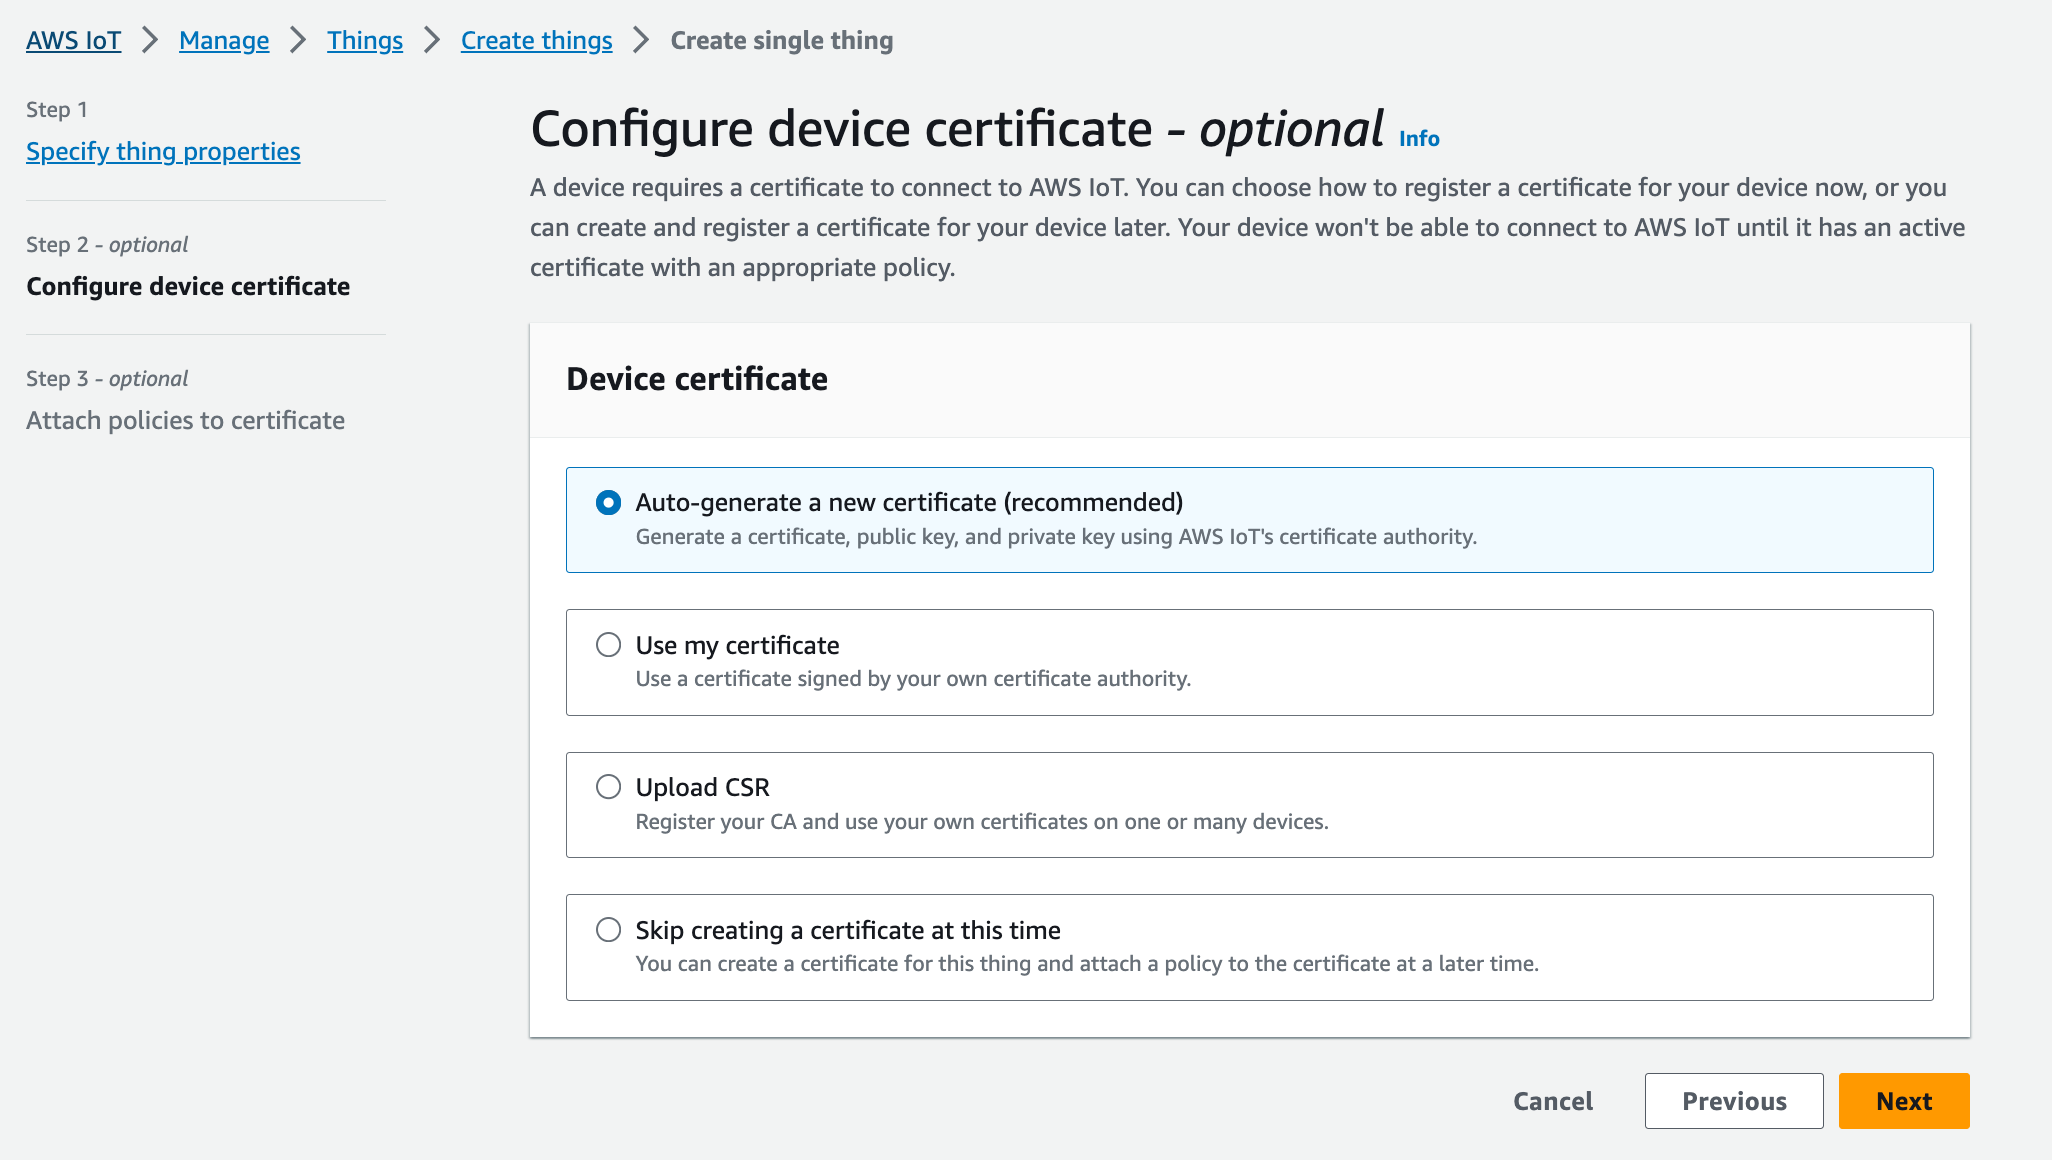 AWS IoT > Manage > Things > Create things > Create single thing
Step 1
Specify thing properties
Step 2 - optional
Configure device certificate
Step 3 - optional
Attach policies to certificate
Configure device certificate - optional Info
A device requires a certificate to connect to AWS IoT. You can choose how to register a certificate for your device now, or you
can create and register a certificate for your device later. Your device won't be able to connect to AWS IoT until it has an active
certificate with an appropriate policy.
Device certificate
Auto-generate a new certificate (recommended)
Generate a certificate, public key, and private key using AWS IoT's certificate authority.
Use my certificate
Use a certificate signed by your own certificate authority.
Upload CSR
Register your CA and use your own certificates on one or many devices.
Skip creating a certificate at this time
You can create a certificate for this thing and attach a policy to the certificate at a later time.
Cancel Previous Next